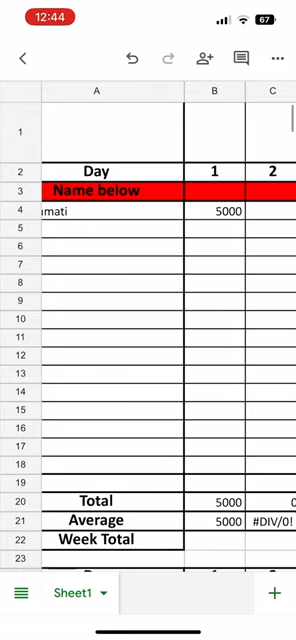 12:44
67
A B C
1
2 Day 1 2
3 Name below
4 mati 5000
5
6
7
8
9
10
11
12
13
14
15
16
17
18
19
20 Total 5000 0
21 Average 5000 #DIV/0!
22 Week Total
23
Sheet1